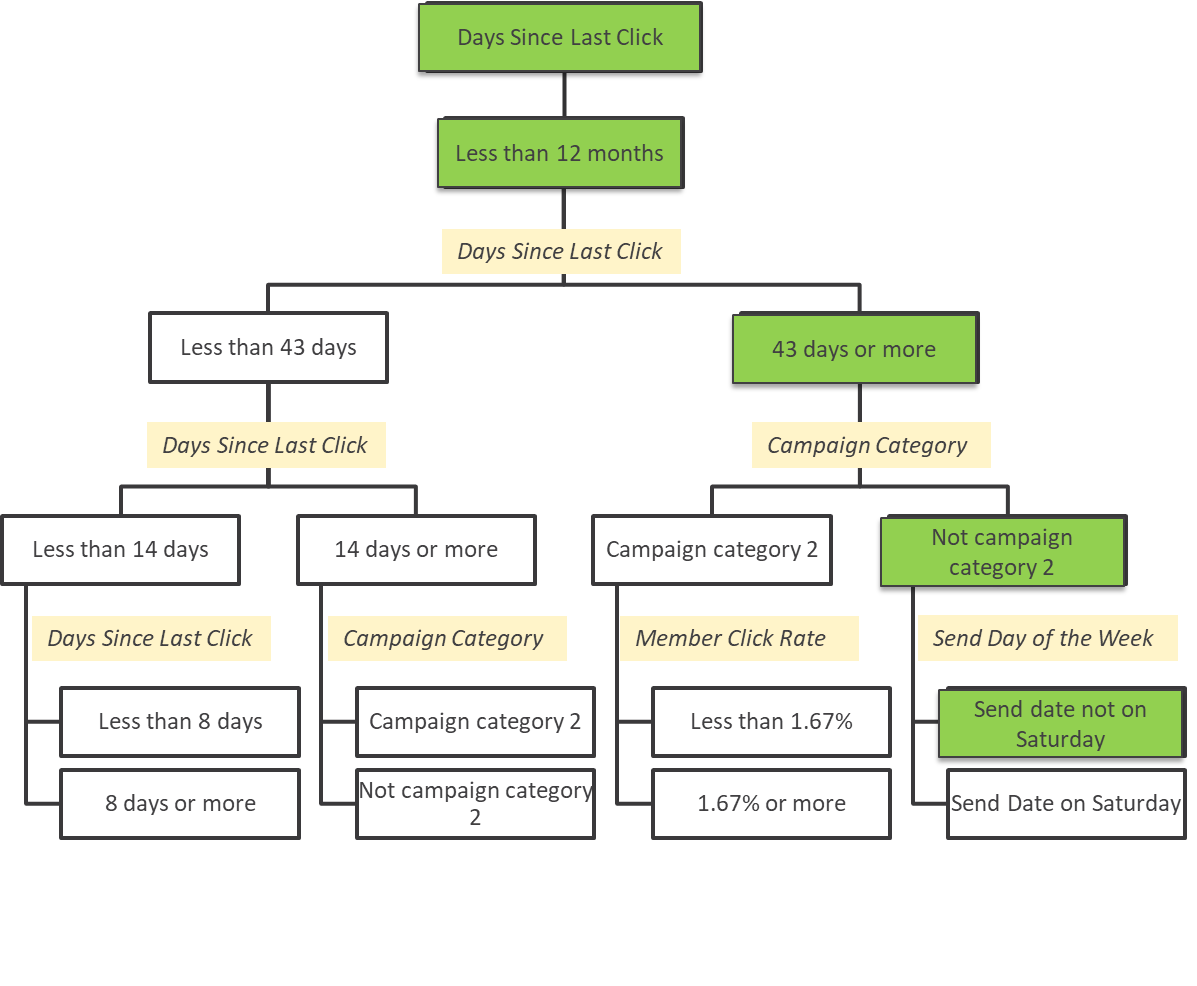 Days Since Last Click
Less than 12 months
Days Since Last Click
Less than 43 days
43 days or more
Days Since Last Click
Campaign Category
Less than 14 days
14 days or more
Campaign category 2
Not campaign
category 2
Days Since Last Click
Campaign Category
Member Click Rate
Send Day of the Week
Less than 8 days
Campaign category 2
Less than 1.67%
Send date not on
Saturday
8 days or more
Not campaign category
2
1.67% or more
Send Date on Saturday